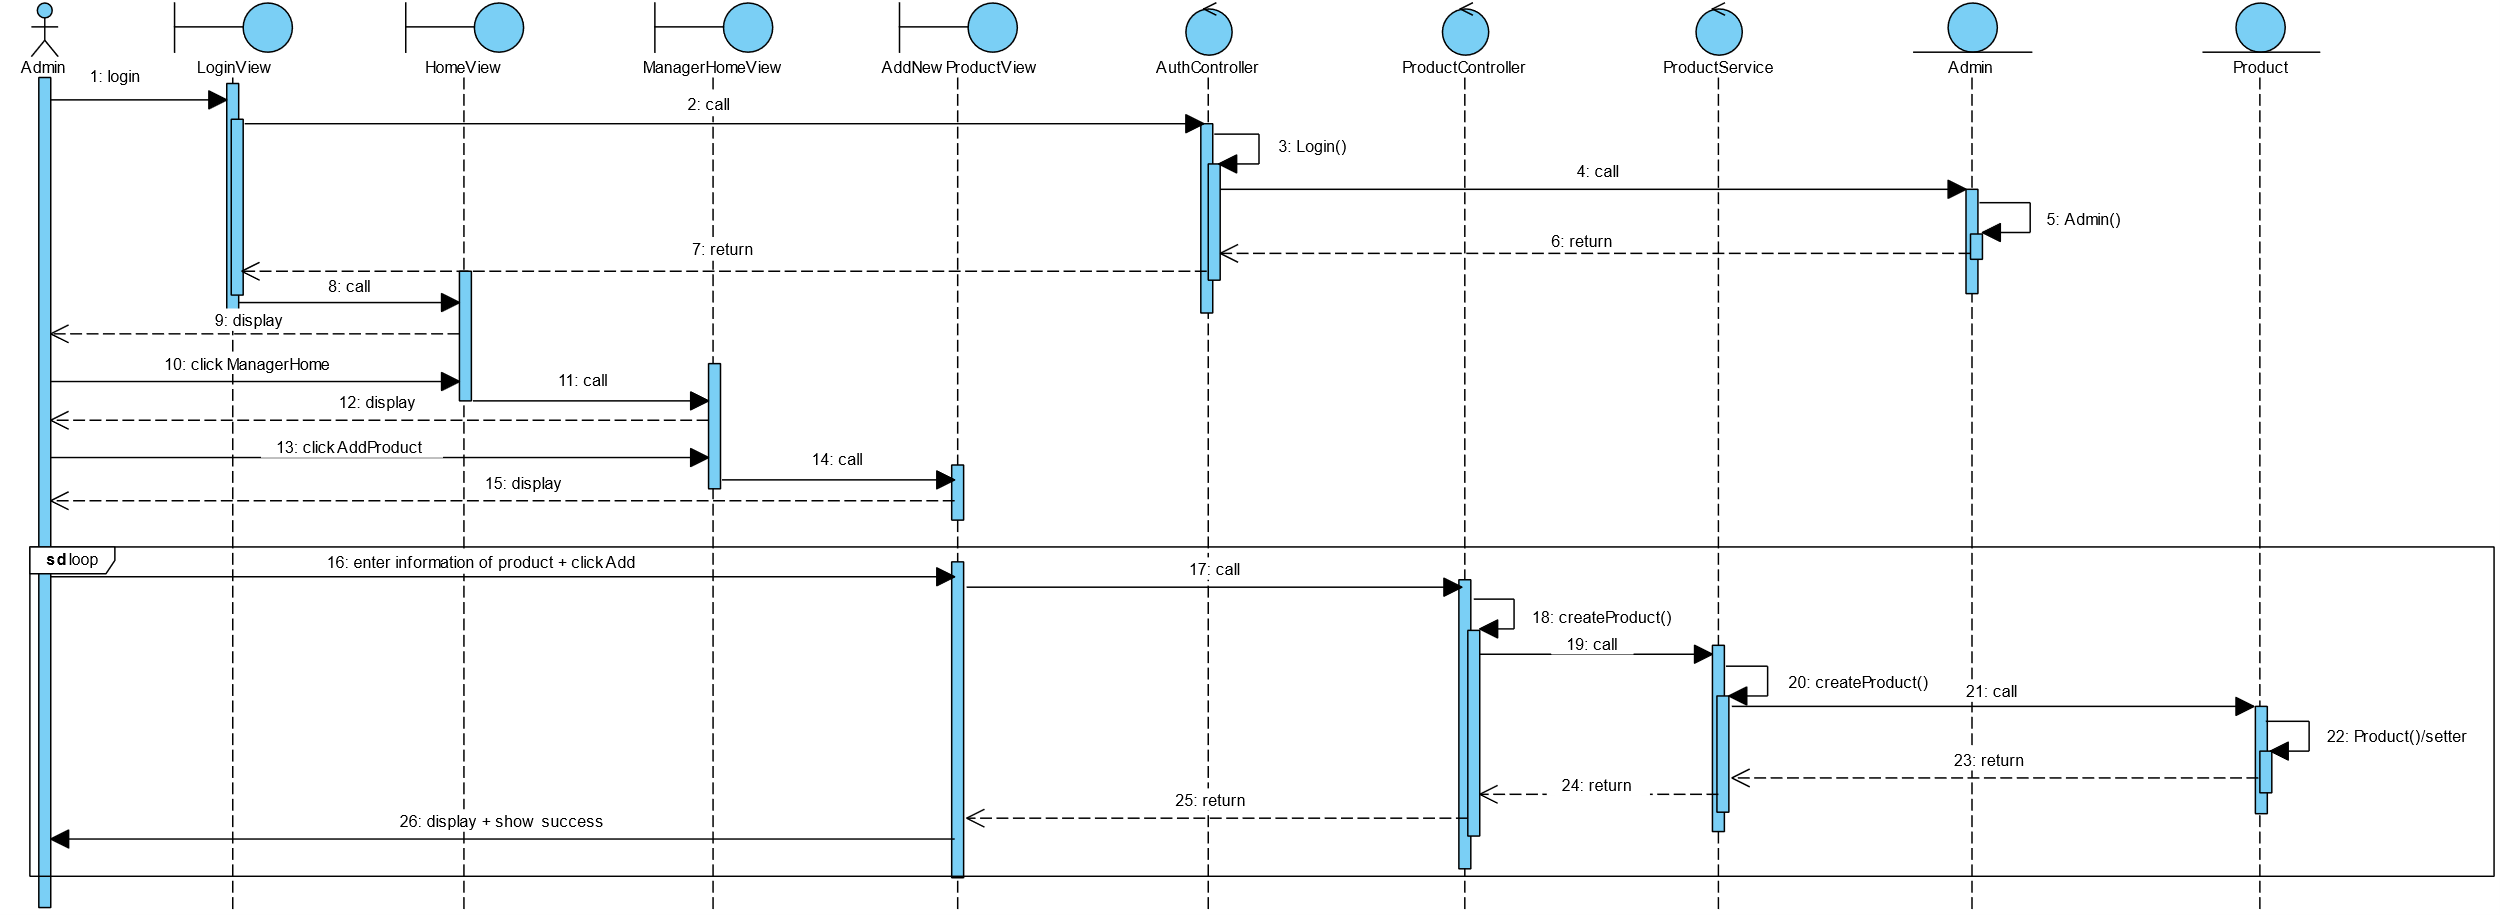 Admin
LoginView
HomeView
ManagerHomeView
AddNewProductView
AuthController
ProductController
ProductService
Admin
Product
1: login
2: call
3: Login()
4: call
5: Admin()
6: return
7: return
8: call
9: display
10: click ManagerHome
11: call
12: display
13: click AddProduct
14: call
15: display
sd loop
16: enter information of product + click Add
17: call
18: createProduct()
19: call
20: createProduct()
21: call
22: Product()/setter
23: return
24: return
25: return
26: display + show success